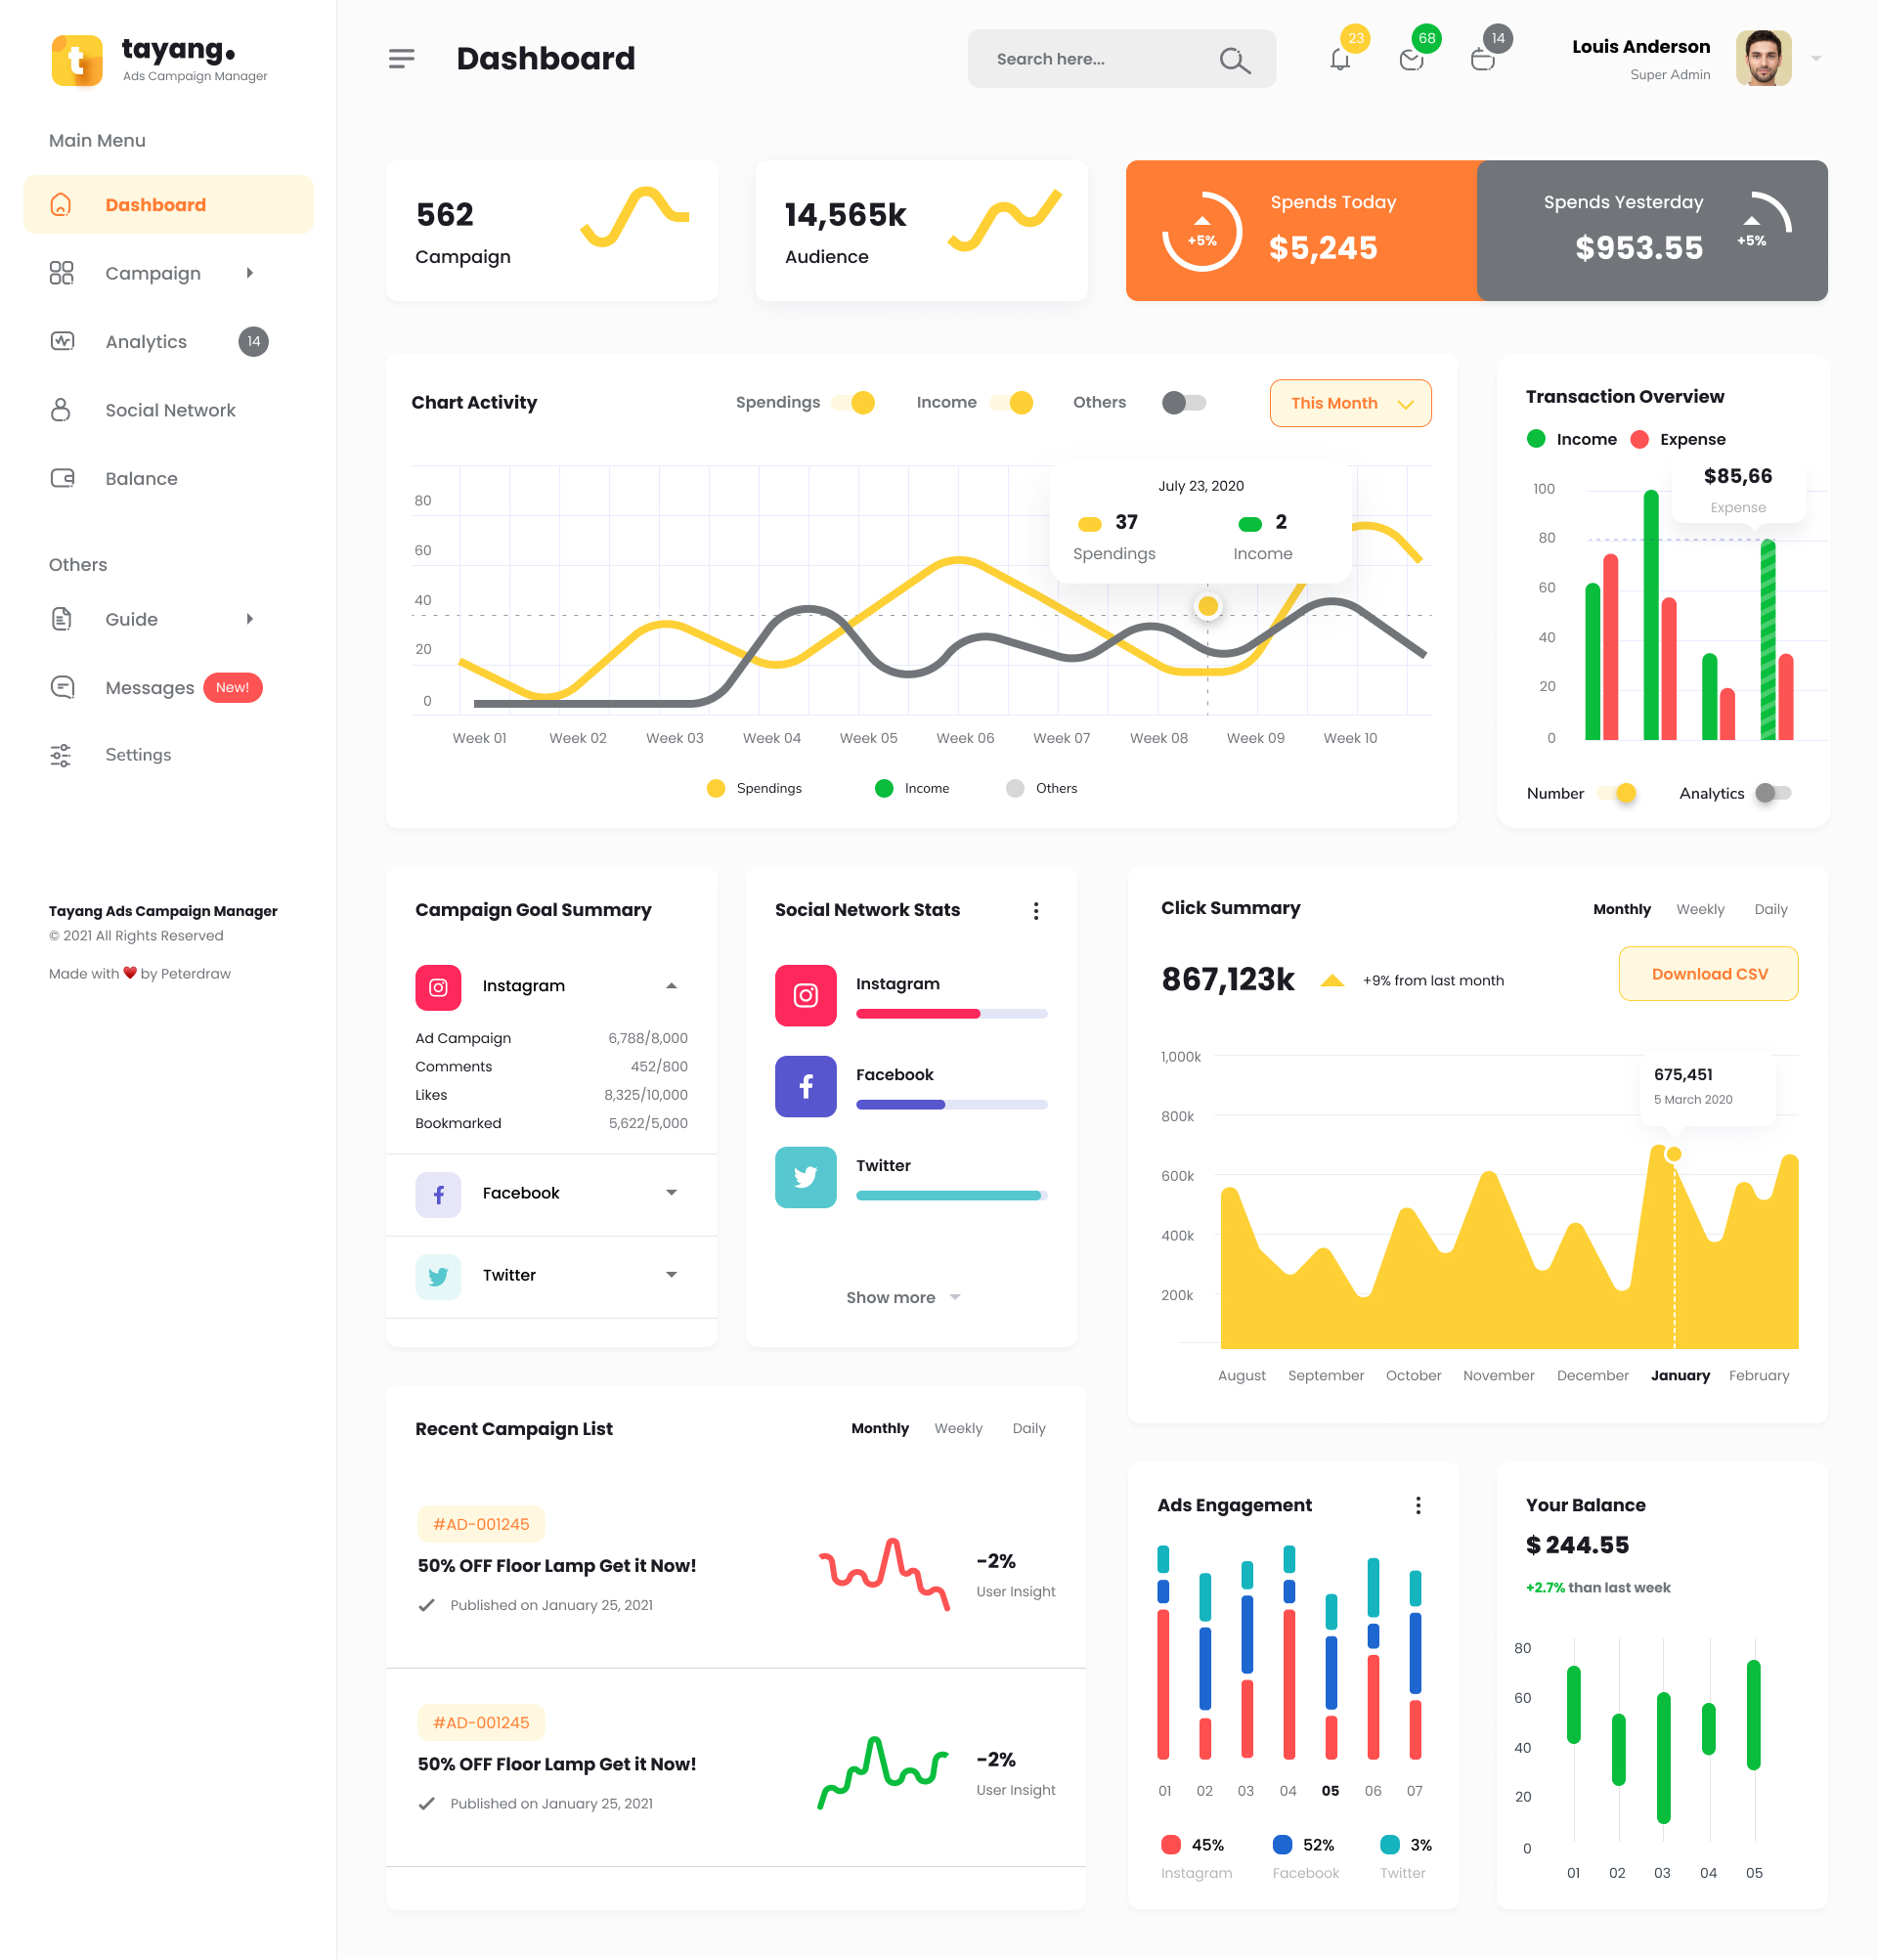 tayang.
Ads Campaign Manager
Main Menu
Dashboard
Campaign
Analytics 14
Social Network
Balance
Others
Guide
Messages New!
Settings
Tayang Ads Campaign Manager
© 2021 All Rights Reserved
Made with ♥ by Peterdraw
Dashboard
Search here...
23
68
14
Louis Anderson
Super Admin
562
Campaign
14,565k
Audience
+5%
Spends Today
$5,245
Spends Yesterday
$953.55
+5%
Chart Activity
Spendings
Income
Others
This Month
80
60
40
20
0
July 23, 2020
37
Spendings
2
Income
Week 01 Week 02 Week 03 Week 04 Week 05 Week 06 Week 07 Week 08 Week 09 Week 10
Spendings Income Others
Transaction Overview
Income Expense
$85,66
Expense
100
80
60
40
20
0
Number Analytics
Campaign Goal Summary
Instagram
Ad Campaign 6,788/8,000
Comments 452/800
Likes 8,325/10,000
Bookmarked 5,622/5,000
Facebook
Twitter
Social Network Stats
Instagram
Facebook
Twitter
Show more
Click Summary
Monthly Weekly Daily
867,123k
+9% from last month
Download CSV
1,000k
800k
600k
400k
200k
675,451
5 March 2020
August September October November December January February
Recent Campaign List
Monthly Weekly Daily
#AD-001245
50% OFF Floor Lamp Get it Now!
Published on January 25, 2021
-2%
User Insight
#AD-001245
50% OFF Floor Lamp Get it Now!
Published on January 25, 2021
-2%
User Insight
Ads Engagement
01 02 03 04 05 06 07
45% 52% 3%
Instagram Facebook Twitter
Your Balance
$ 244.55
+2.7% than last week
80
60
40
20
0
01 02 03 04 05